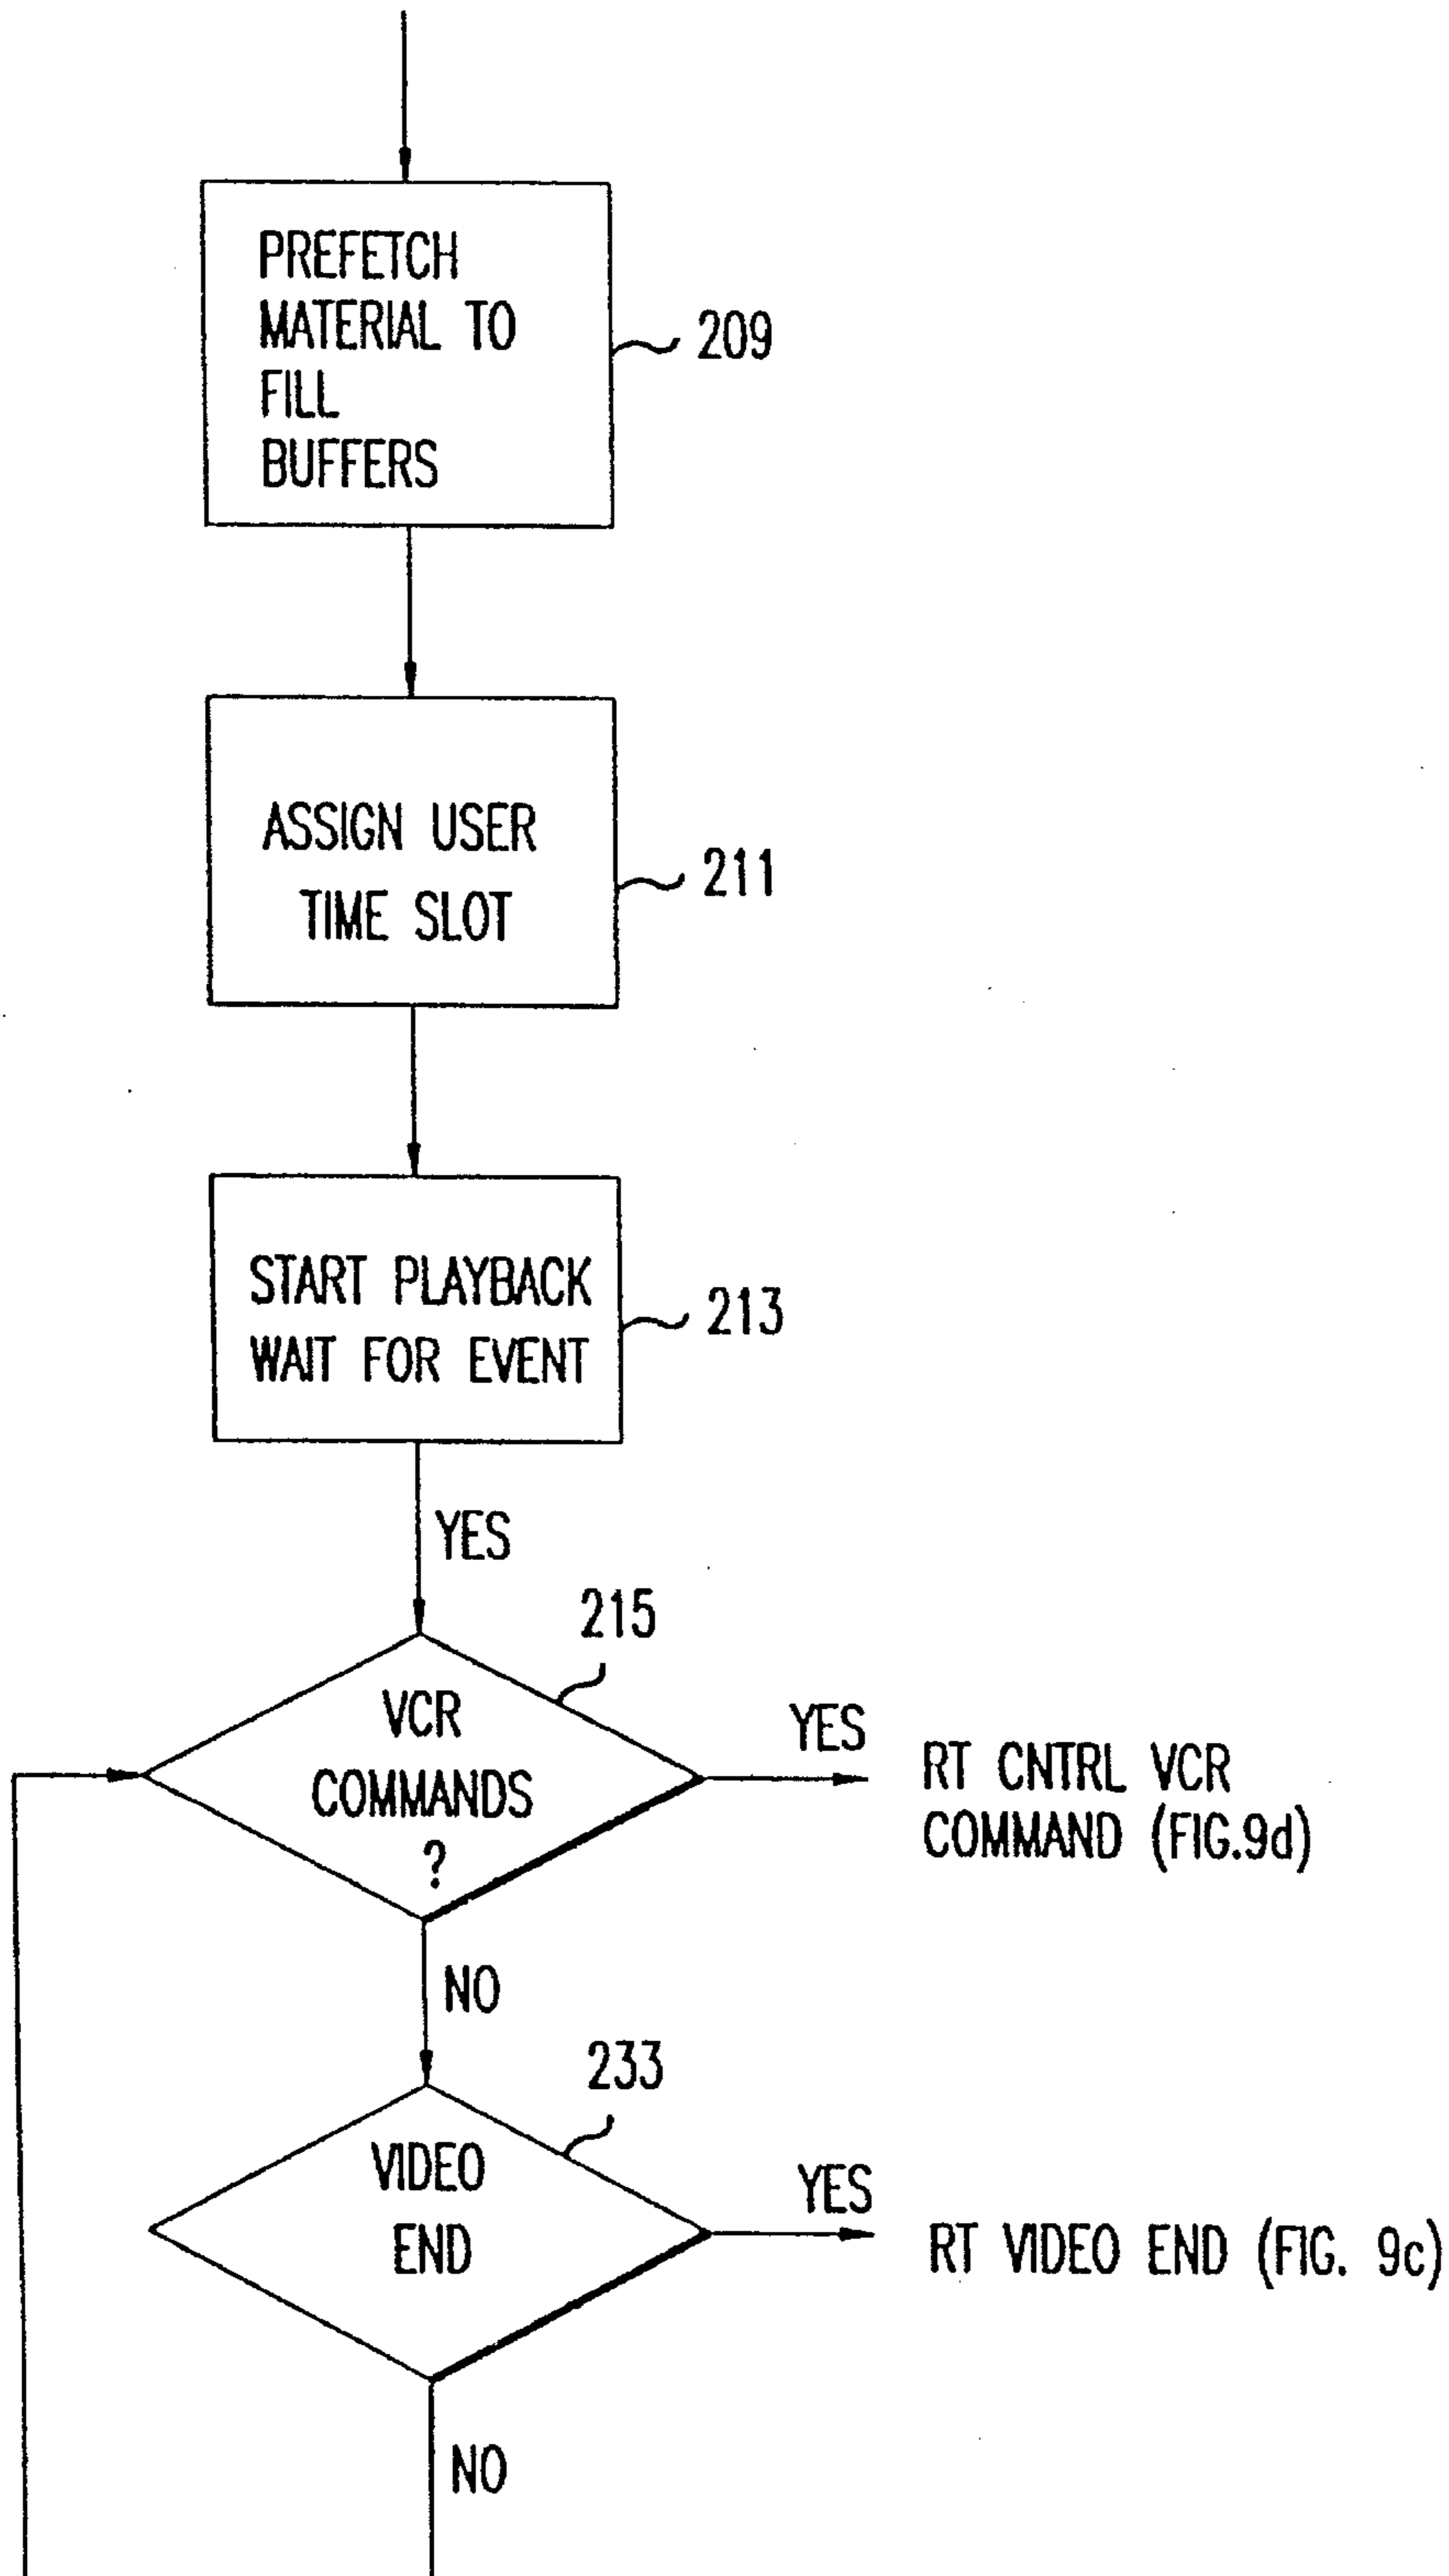 PREFETCH
MATERIAL TO
FILL
BUFFERS
209
ASSIGN USER
TIME SLOT
211
START PLAYBACK
WAIT FOR EVENT
213
YES
215
VCR
COMMANDS
?
YES
RT CNTRL VCR
COMMAND (FIG.9d)
NO
233
VIDEO
END
YES
RT VIDEO END (FIG. 9c)
NO